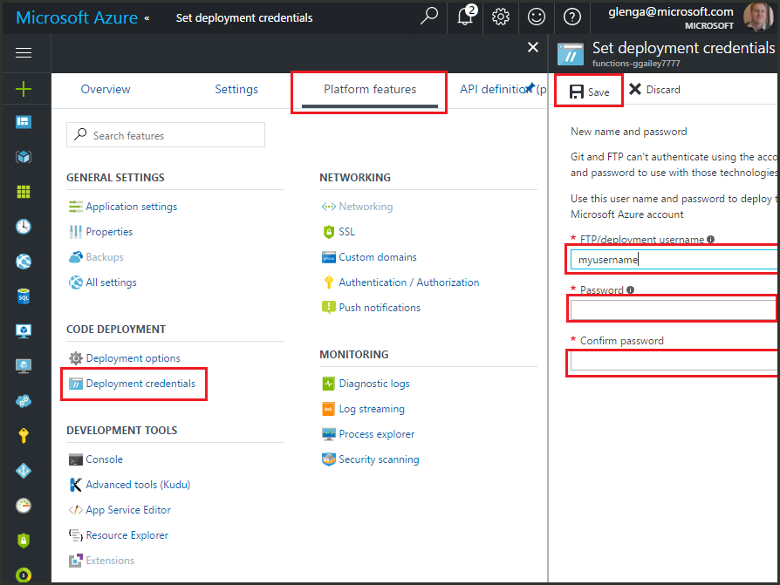 Microsoft Azure « Set deployment credentials
2
glenga@microsoft.com
MICROSOFT
Set deployment credentials
functions-ggailey7777
Overview Settings Platform features API definition (p
Save Discard
Search features
GENERAL SETTINGS
Application settings
Properties
Backups
All settings
CODE DEPLOYMENT
Deployment options
Deployment credentials
DEVELOPMENT TOOLS
Console
Advanced tools (Kudu)
App Service Editor
Resource Explorer
Extensions
NETWORKING
Networking
SSL
Custom domains
Authentication / Authorization
Push notifications
MONITORING
Diagnostic logs
Log streaming
Process explorer
Security scanning
New name and password
Git and FTP can't authenticate using the acco
and password to use with those technologies
Use this user name and password to deploy t
Microsoft Azure account
* FTP/deployment username
myusername
* Password
* Confirm password
SQL